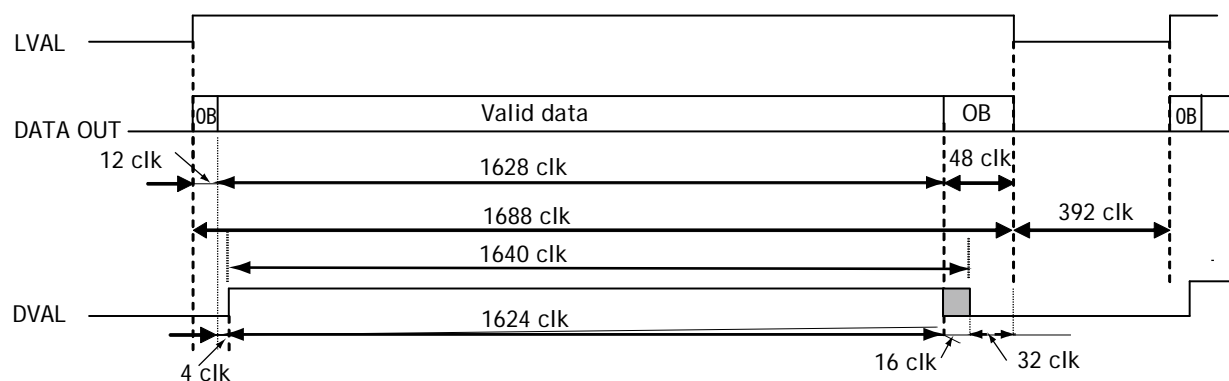 LVAL
DATA OUT
OB
Valid data
OB
OB
12 clk
1628 clk
48 clk
1688 clk
392 clk
1640 clk
DVAL
1624 clk
4 clk
16 clk
32 clk